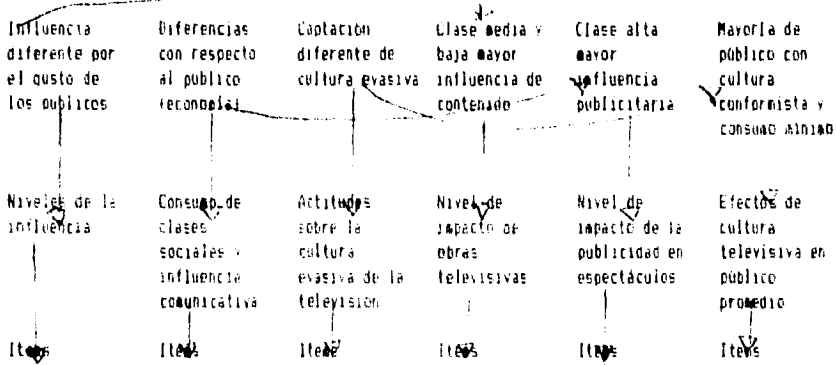 Influencia
diferente por
el gusto de
los publicos
Diferencias
con respecto
al publico
Captación
diferente de
cultura evasiva
Clase media y
baja mayor
influencia de
contenido
Clase alta
mayor
influencia
publicitaria
Mayoría de
público con
cultura
conformista y
consumo mínimo
Niveles de la
influencia
Consumo de
clases
sociales y
influencia
comunicativa
Actitudes
sobre la
cultura
evasiva de la
television
Nivel de
impacto de
obras
televisivas
Nivel de
impacto de la
publicidad en
espectáculos
Efectos de
cultura
televisiva en
público
promedio
Items
Items
Items
Items
Items
Items